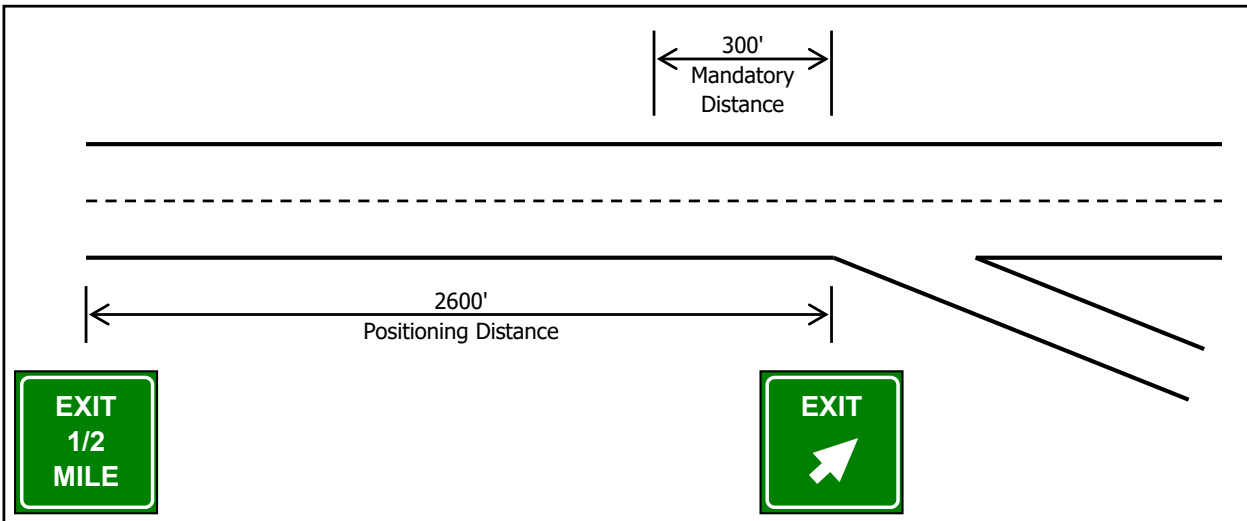 300'
Mandatory
Distance
2600'
Positioning Distance
EXIT
1/2
MILE
EXIT